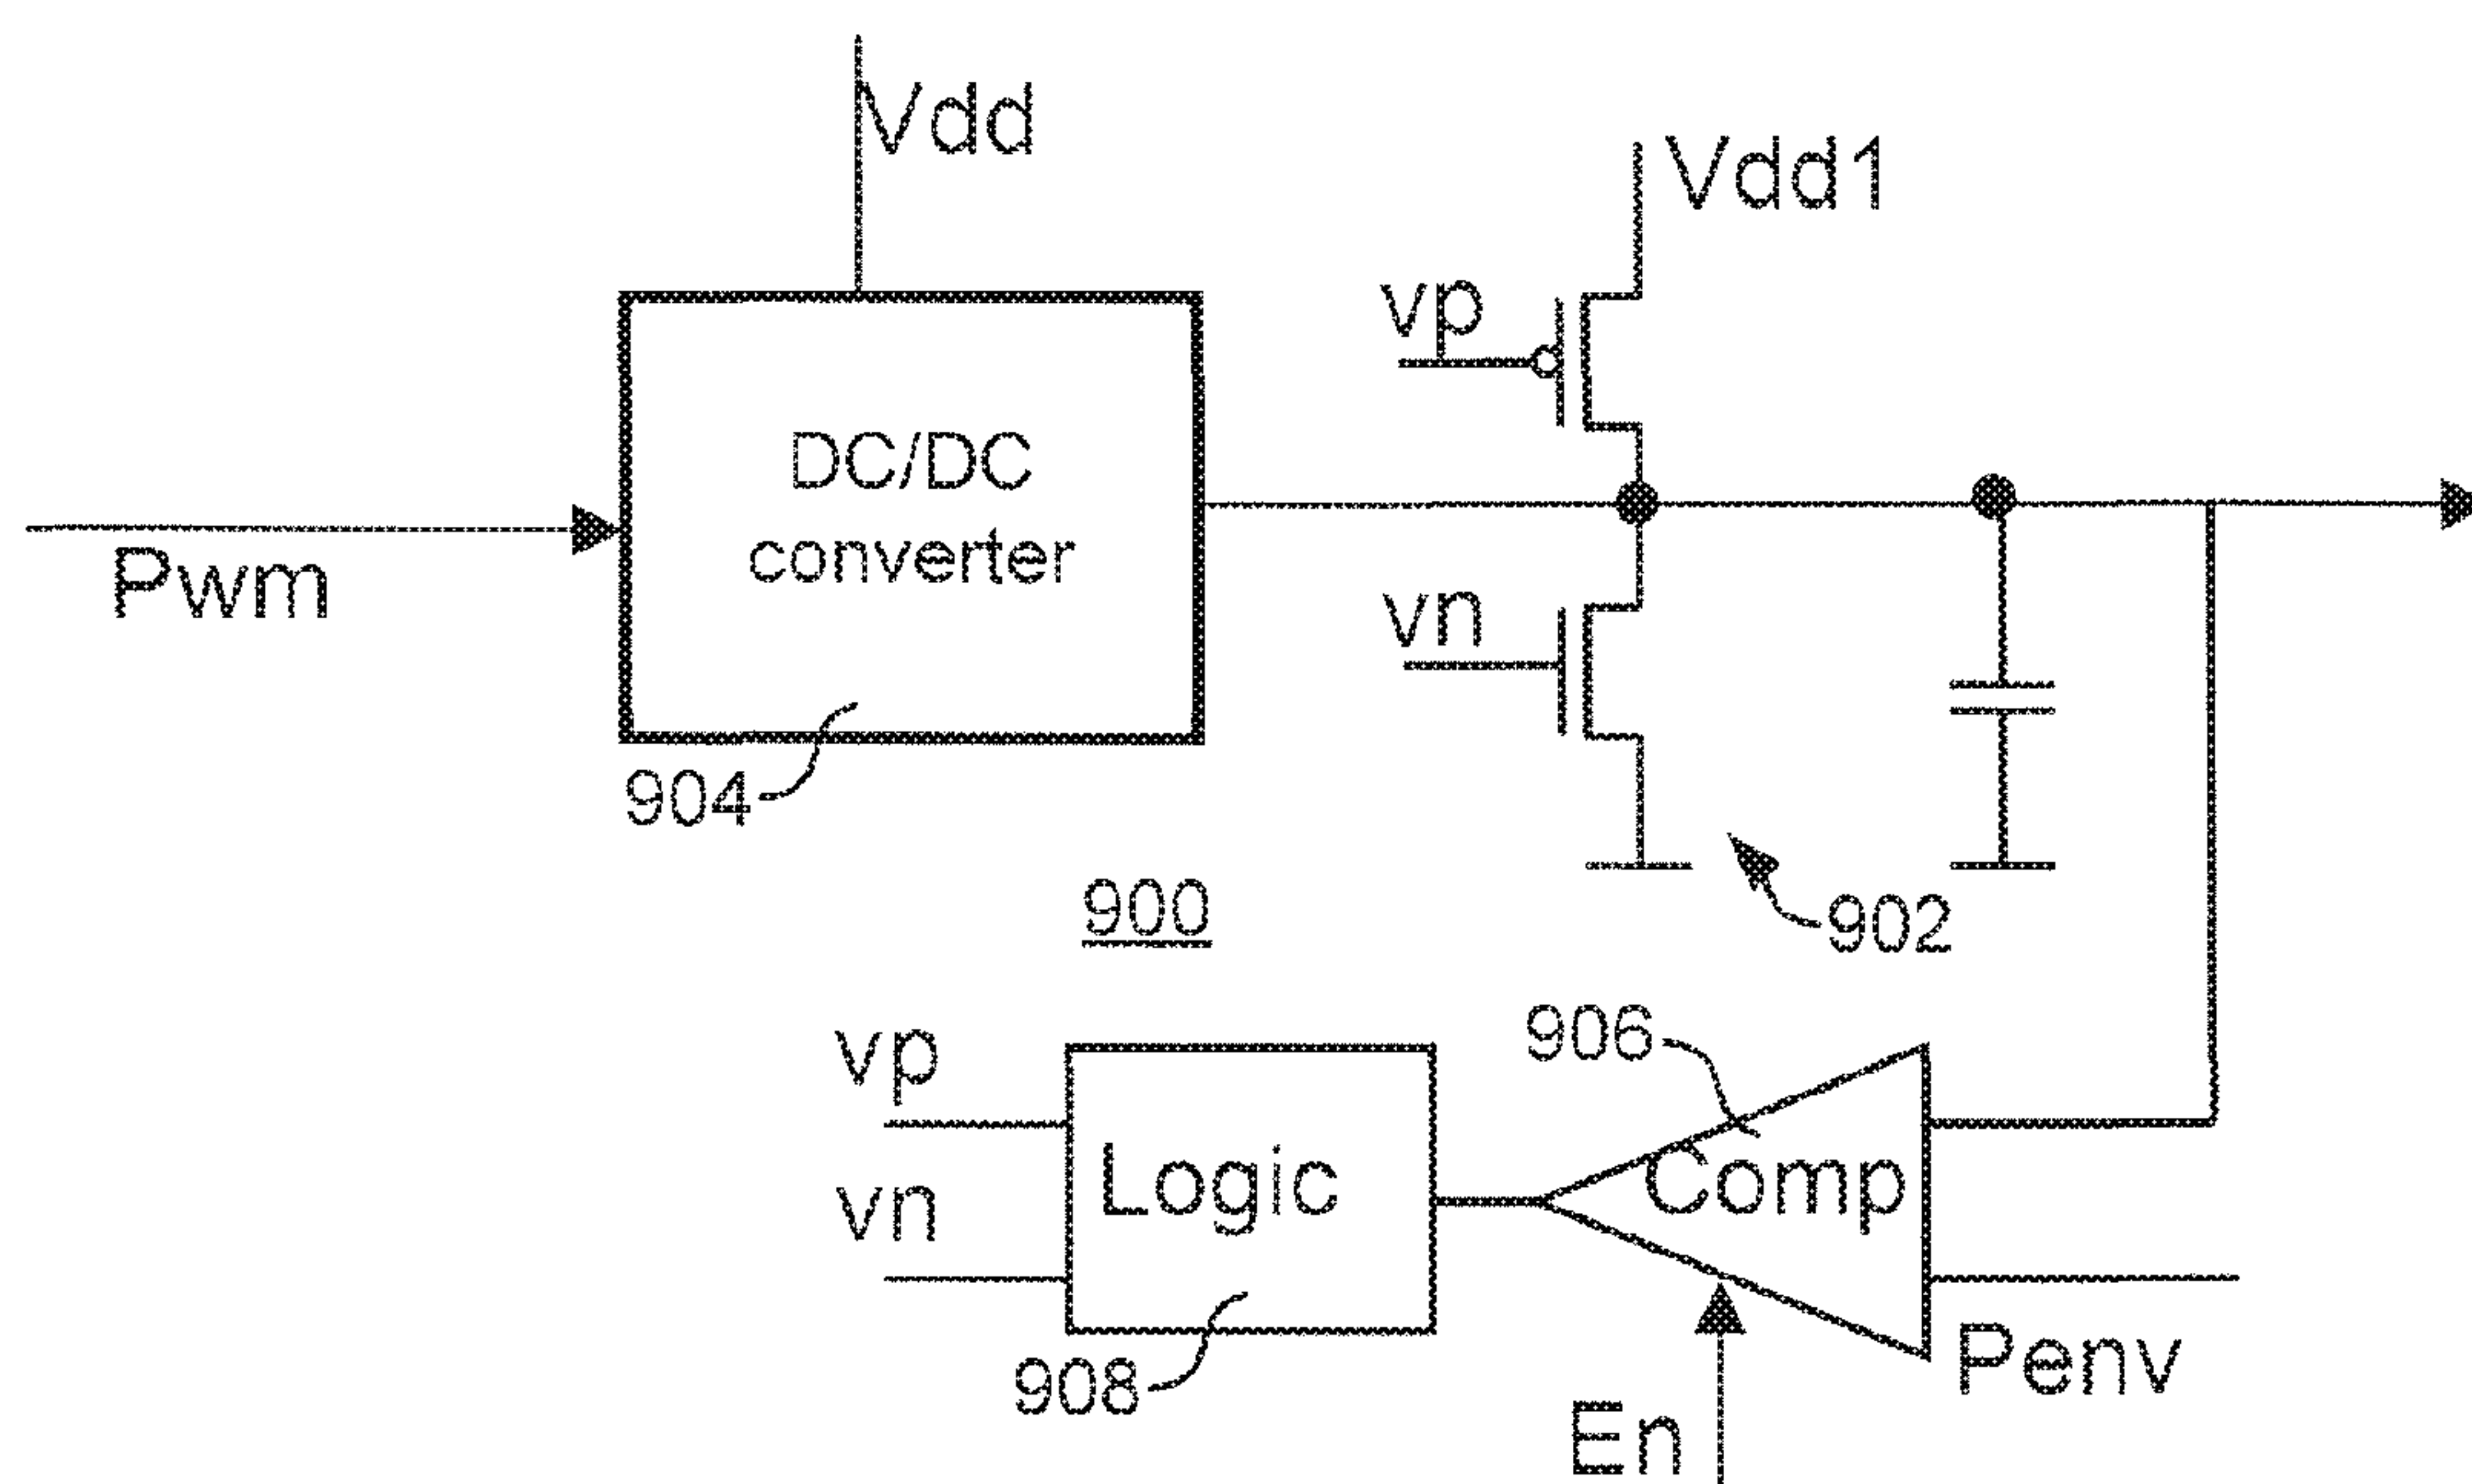 Vdd
Vdd1
vp
DC/DC
converter
Pwm
vn
904
900
902
906
vp
Logic
Comp
vn
908
Penv
En